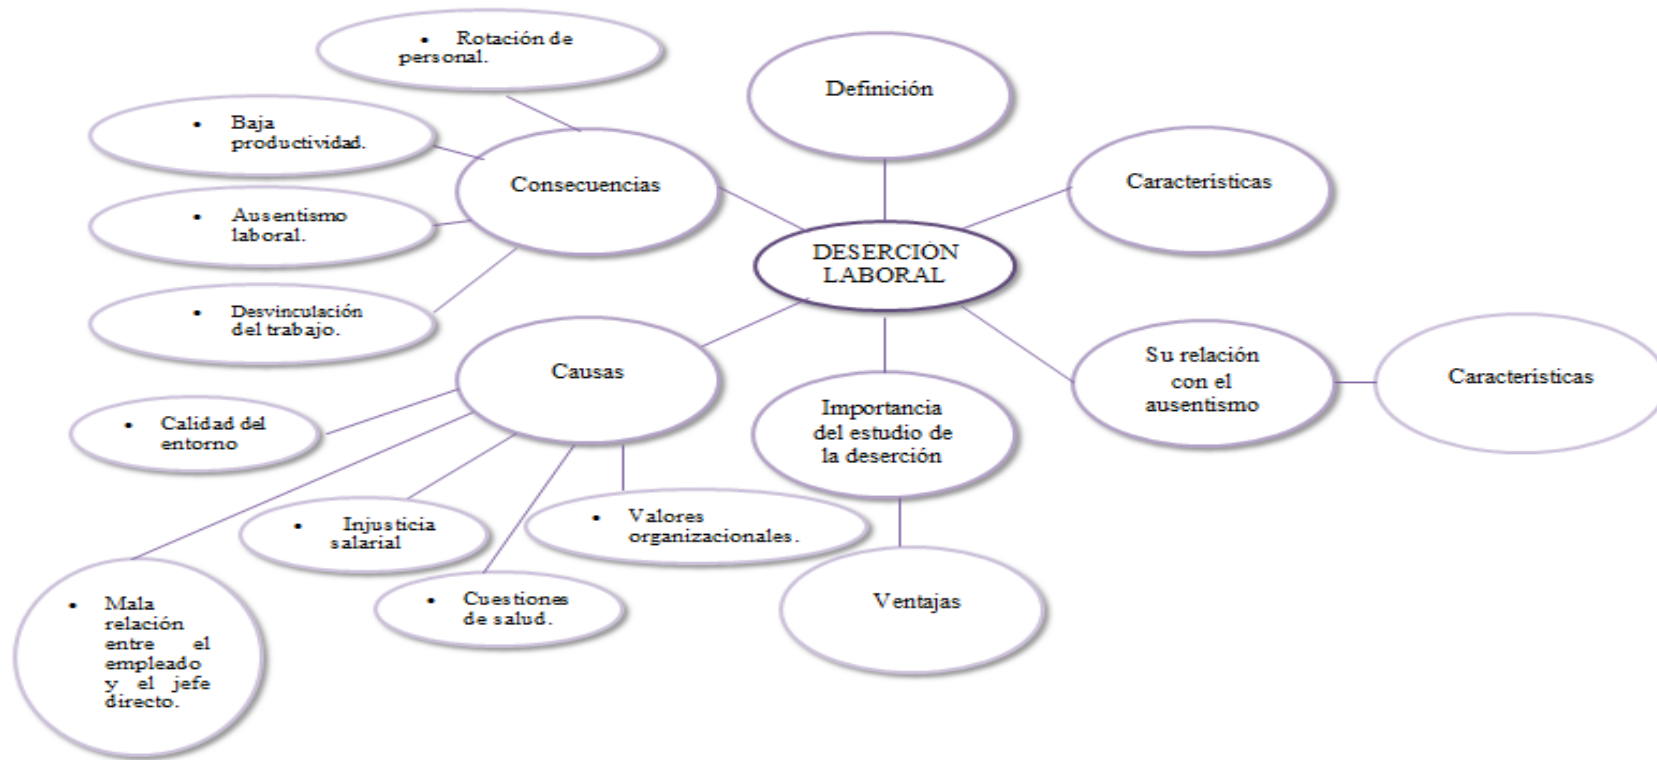 • Rotación de
personal.
Definición
• Baja
productividad.
Consecuencias
Características
• Ausentismo
laboral.
DESERCIÓN
LABORAL
• Desvinculación
del trabajo.
Causas
Su relación
con el
ausentismo
Características
• Calidad del
entorno
Importancia
del estudio de
la deserción
• Injusticia
salarial
• Valores
organizacionales.
• Mala
relación
entre el
empleado
y el jefe
directo.
• Cuestiones
de salud.
Ventajas